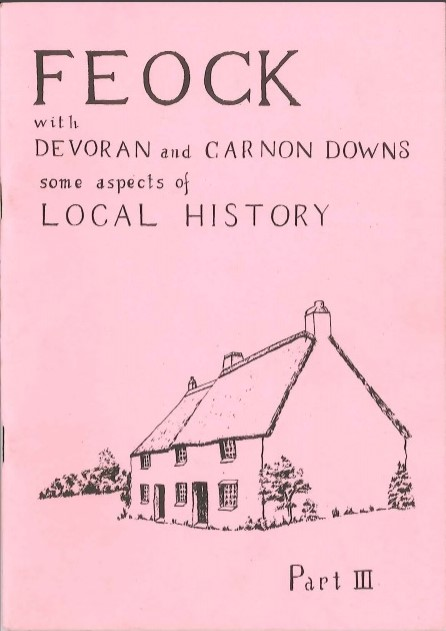 FEOCK
with
DEVORAN and CARNON DOWNS
some aspects of
LOCAL HISTORY
Part III